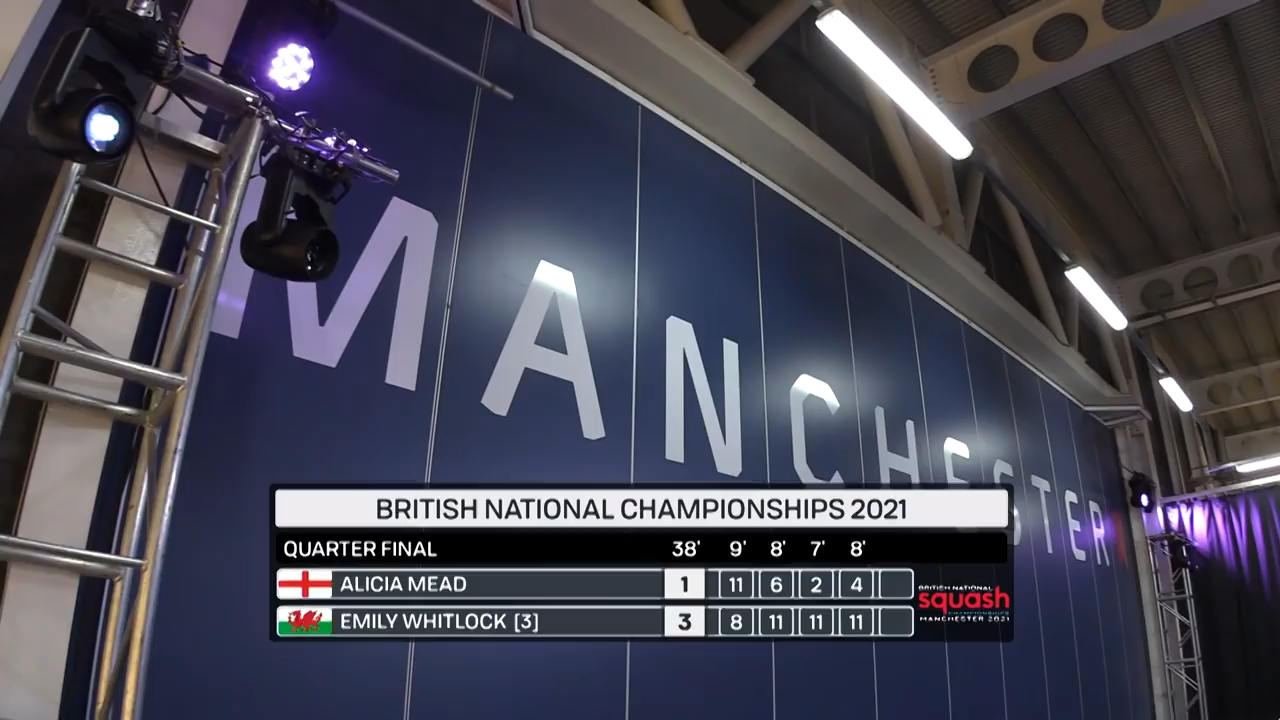 MANCHESTER
BRITISH NATIONAL CHAMPIONSHIPS 2021
QUARTER FINAL 38' 9' 8' 7' 8'
ALICIA MEAD 1 11 6 2 4
EMILY WHITLOCK [3] 3 8 11 11 11
BRITISH NATIONAL
squash
CHAMPIONSHIPS
MANCHESTER 2021